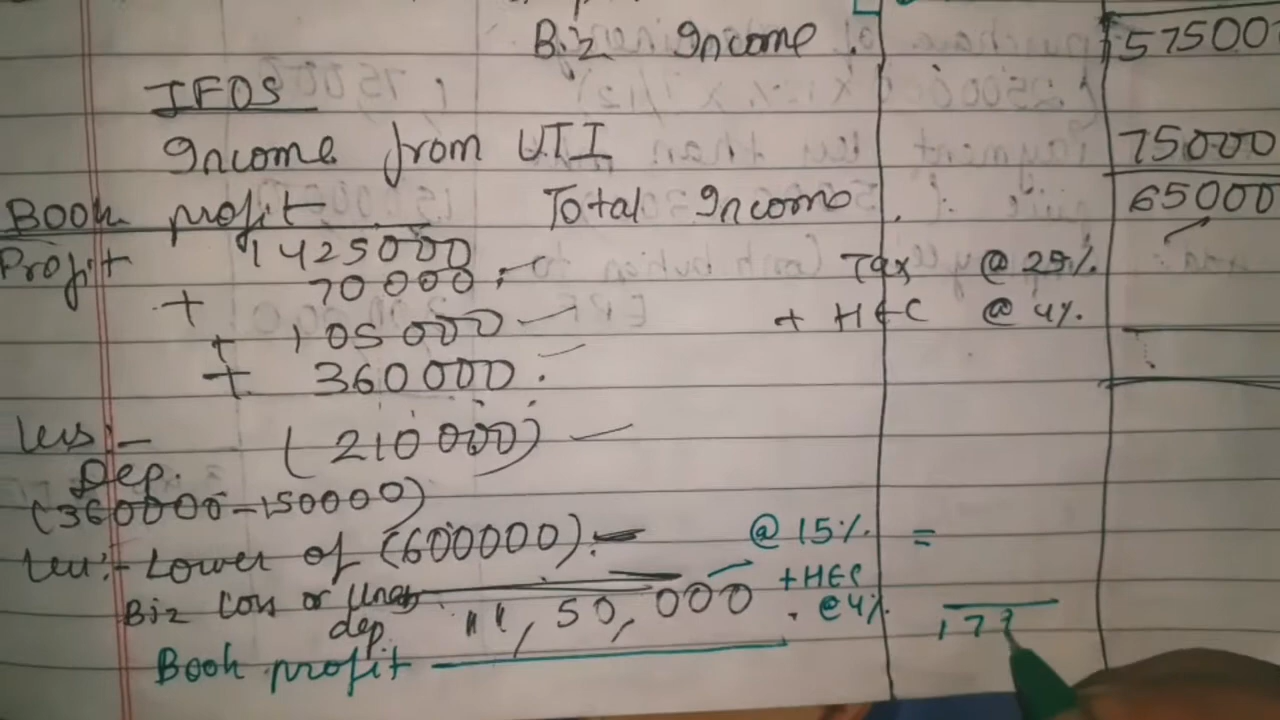 Biz Income. 57500
IFOS
Income from UTI 75000
Total Income. 65000
Book profit
Profit 1425000
+ 70000
+ 105000
+ 360000
Tax @ 25%.
+ H&C @ 4%.
Less:- (210000)
Dep.
(360000-150000)
Less:- Lower of (600000)
Biz loss or Unab dep.
11,50,000
Book profit
@ 15% =
+ HEC @ 4%